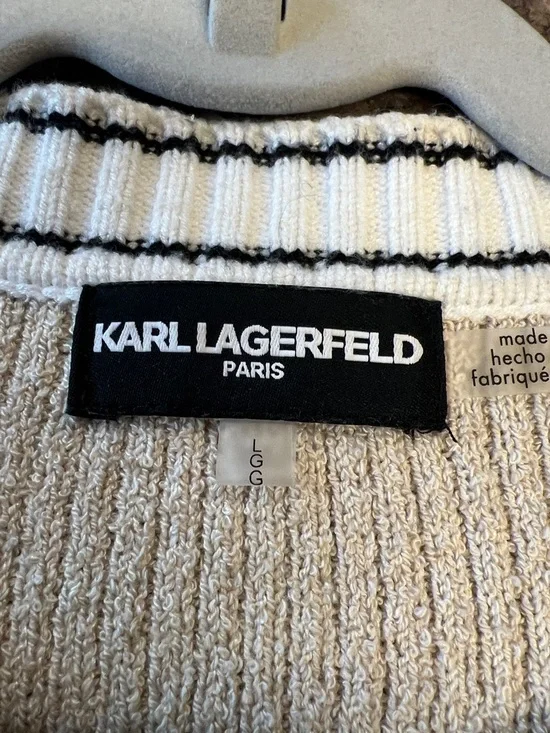 KARL LAGERFELD
PARIS
L
G
G
made
hecho
fabriqué